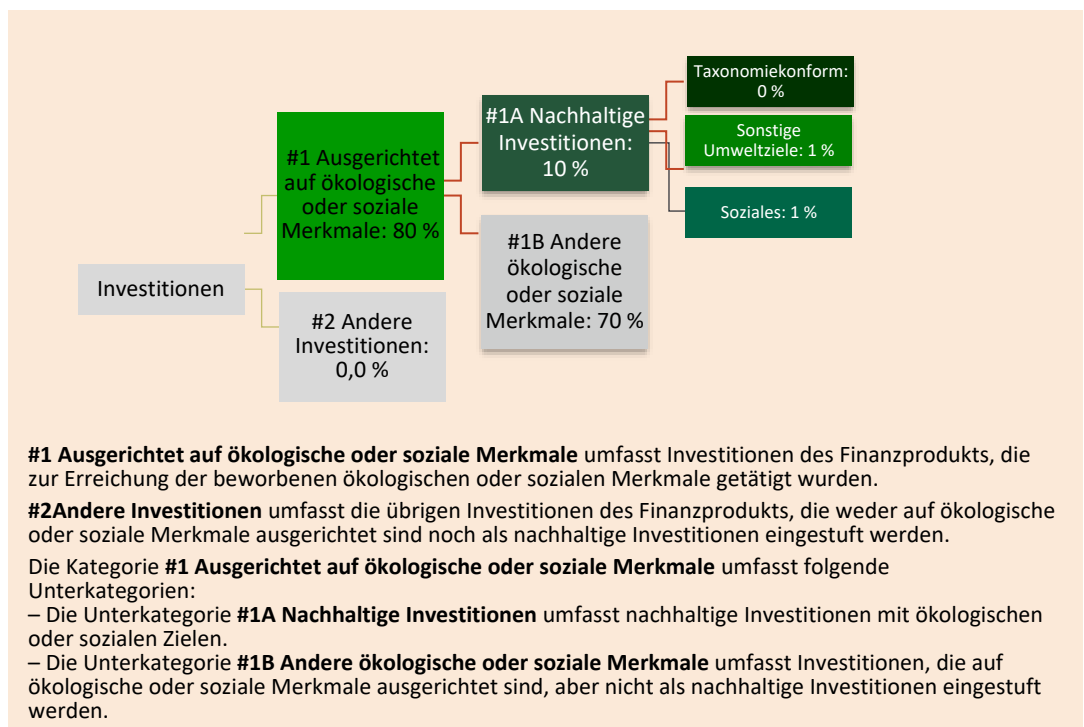 Taxonomiekonform:
0 %
#1A Nachhaltige
Investitionen:
10 %
Sonstige
Umweltziele: 1 %
#1 Ausgerichtet
auf ökologische
oder soziale
Merkmale: 80 %
Soziales: 1 %
#1B Andere
ökologische
oder soziale
Merkmale: 70 %
Investitionen
#2 Andere
Investitionen:
0,0 %
#1 Ausgerichtet auf ökologische oder soziale Merkmale umfasst Investitionen des Finanzprodukts, die
zur Erreichung der beworbenen ökologischen oder sozialen Merkmale getätigt wurden.
#2Andere Investitionen umfasst die übrigen Investitionen des Finanzprodukts, die weder auf ökologische
oder soziale Merkmale ausgerichtet sind noch als nachhaltige Investitionen eingestuft werden.
Die Kategorie #1 Ausgerichtet auf ökologische oder soziale Merkmale umfasst folgende
Unterkategorien:
– Die Unterkategorie #1A Nachhaltige Investitionen umfasst nachhaltige Investitionen mit ökologischen
oder sozialen Zielen.
– Die Unterkategorie #1B Andere ökologische oder soziale Merkmale umfasst Investitionen, die auf
ökologische oder soziale Merkmale ausgerichtet sind, aber nicht als nachhaltige Investitionen eingestuft
werden.